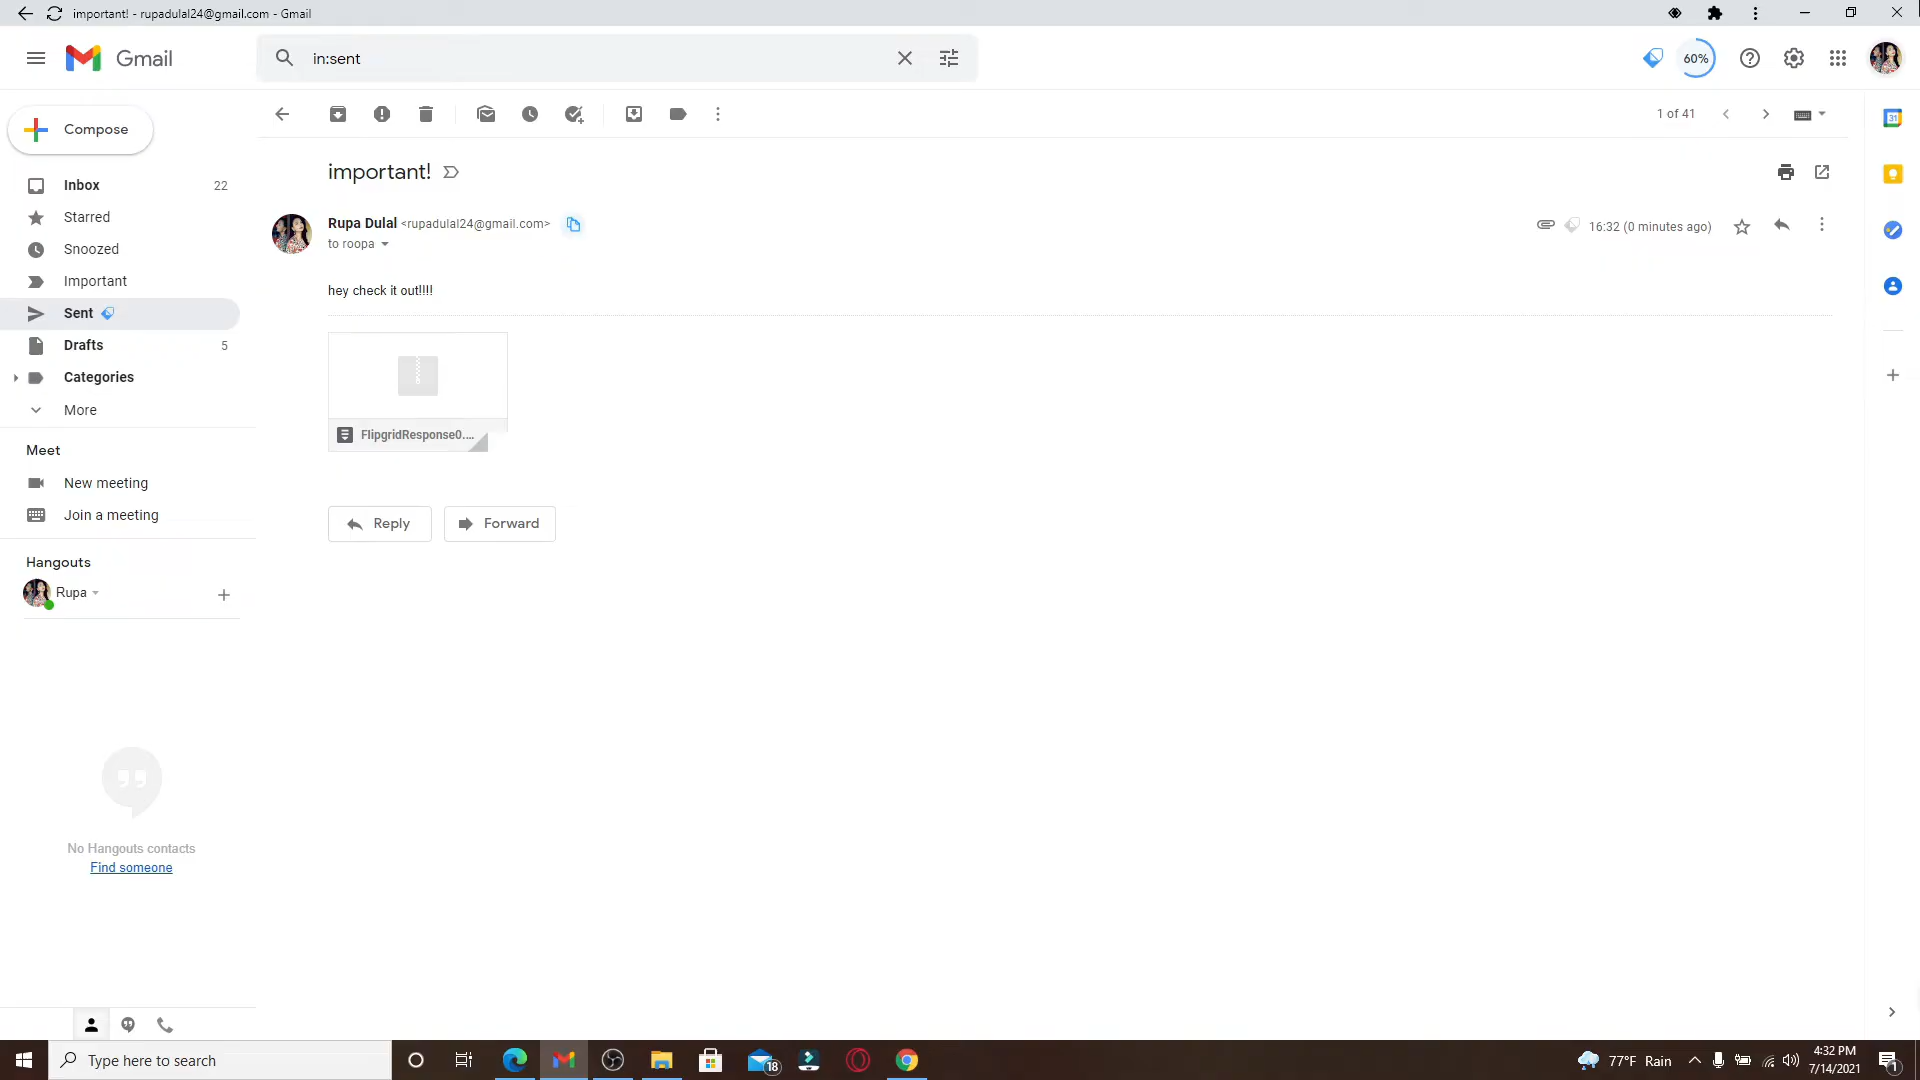 important! - rupadulal24@gmail.com - Gmail
Gmail
in:sent
60%
Compose
1 of 41
31
important!
Inbox 22
Starred
Snoozed
Important
Sent
Drafts 5
Categories
More
Rupa Dulal <rupadulal24@gmail.com>
16:32 (0 minutes ago)
to roopa
hey check it out!!!!
FlipgridResponse0....
Reply
Forward
Meet
New meeting
Join a meeting
Hangouts
Rupa
No Hangouts contacts
Find someone
Type here to search
18
77°F Rain
4:32 PM
7/14/2021
1